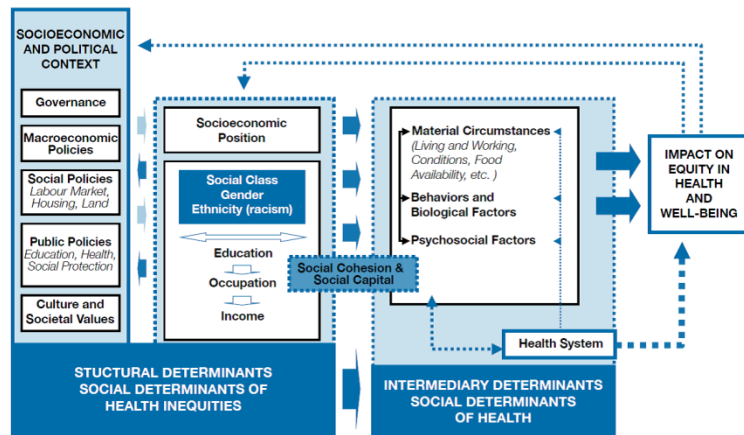 SOCIOECONOMIC
AND POLITICAL
CONTEXT
Governance
Macroeconomic
Policies
Social Policies
Labour Market,
Housing, Land
Public Policies
Education, Health,
Social Protection
Culture and
Societal Values
Socioeconomic
Position
Social Class
Gender
Ethnicity (racism)
Education
Occupation
Income
Social Cohesion &
Social Capital
Material Circumstances
(Living and Working,
Conditions, Food
Availability, etc. )
Behaviors and
Biological Factors
Psychosocial Factors
Health System
IMPACT ON
EQUITY IN
HEALTH
AND
WELL-BEING
STUCTURAL DETERMINANTS
SOCIAL DETERMINANTS OF
HEALTH INEQUITIES
INTERMEDIARY DETERMINANTS
SOCIAL DETERMINANTS
OF HEALTH